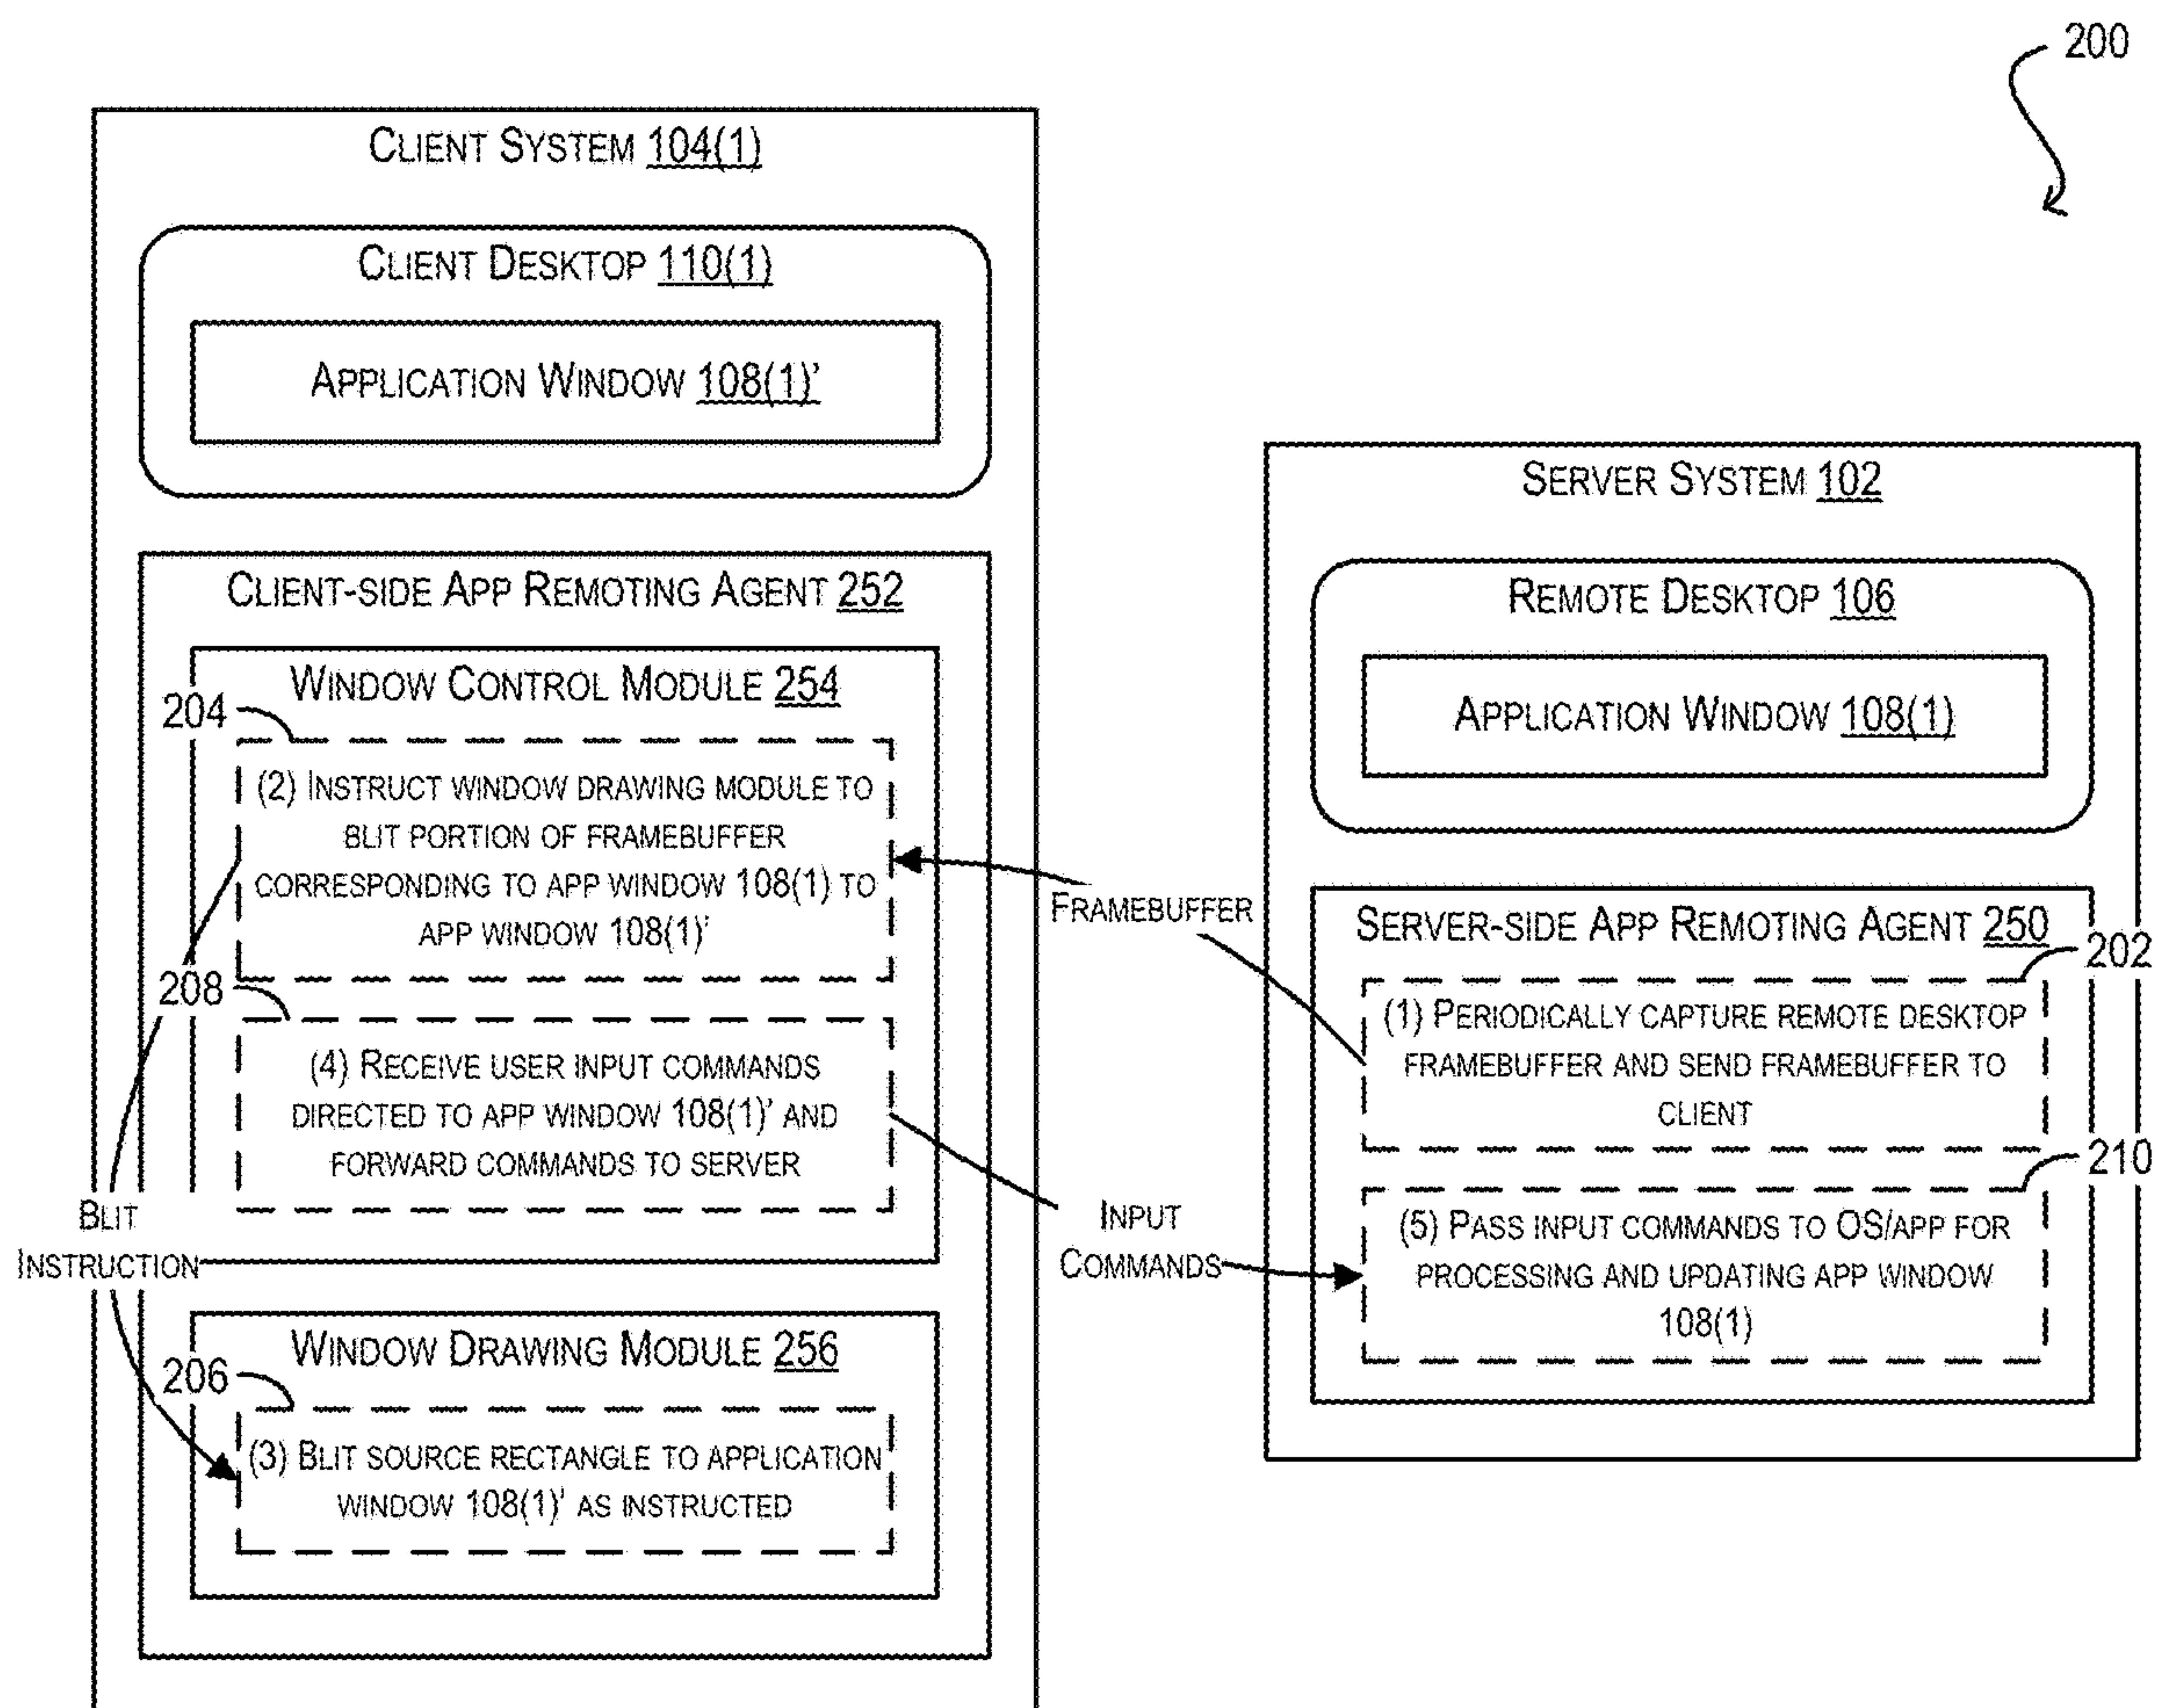 200
CLIENT SYSTEM 104(1)
CLIENT DESKTOP 110(1)
APPLICATION WINDOW 108(1)'
CLIENT-SIDE APP REMOTING AGENT 252
WINDOW CONTROL MODULE 254
204
(2) INSTRUCT WINDOW DRAWING MODULE TO
BLIT PORTION OF FRAMEBUFFER
CORRESPONDING TO APP WINDOW 108(1) TO
APP WINDOW 108(1)'
208
(4) RECEIVE USER INPUT COMMANDS
DIRECTED TO APP WINDOW 108(1)' AND
FORWARD COMMANDS TO SERVER
BLIT
INSTRUCTION
WINDOW DRAWING MODULE 256
206
(3) BLIT SOURCE RECTANGLE TO APPLICATION
WINDOW 108(1)' AS INSTRUCTED
FRAMEBUFFER
INPUT
COMMANDS
SERVER SYSTEM 102
REMOTE DESKTOP 106
APPLICATION WINDOW 108(1)
SERVER-SIDE APP REMOTING AGENT 250
202
(1) PERIODICALLY CAPTURE REMOTE DESKTOP
FRAMEBUFFER AND SEND FRAMEBUFFER TO
CLIENT
210
(5) PASS INPUT COMMANDS TO OS/APP FOR
PROCESSING AND UPDATING APP WINDOW
108(1)